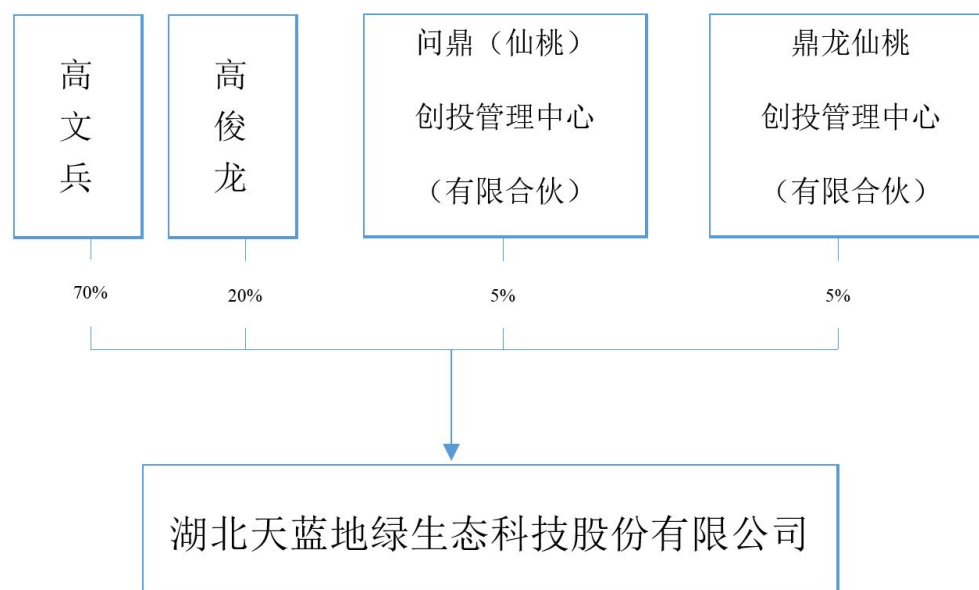 高文兵
高俊龙
问鼎（仙桃）
创投管理中心
（有限合伙）
鼎龙仙桃
创投管理中心
（有限合伙）
70%
20%
5%
5%
湖北天蓝地绿生态科技股份有限公司